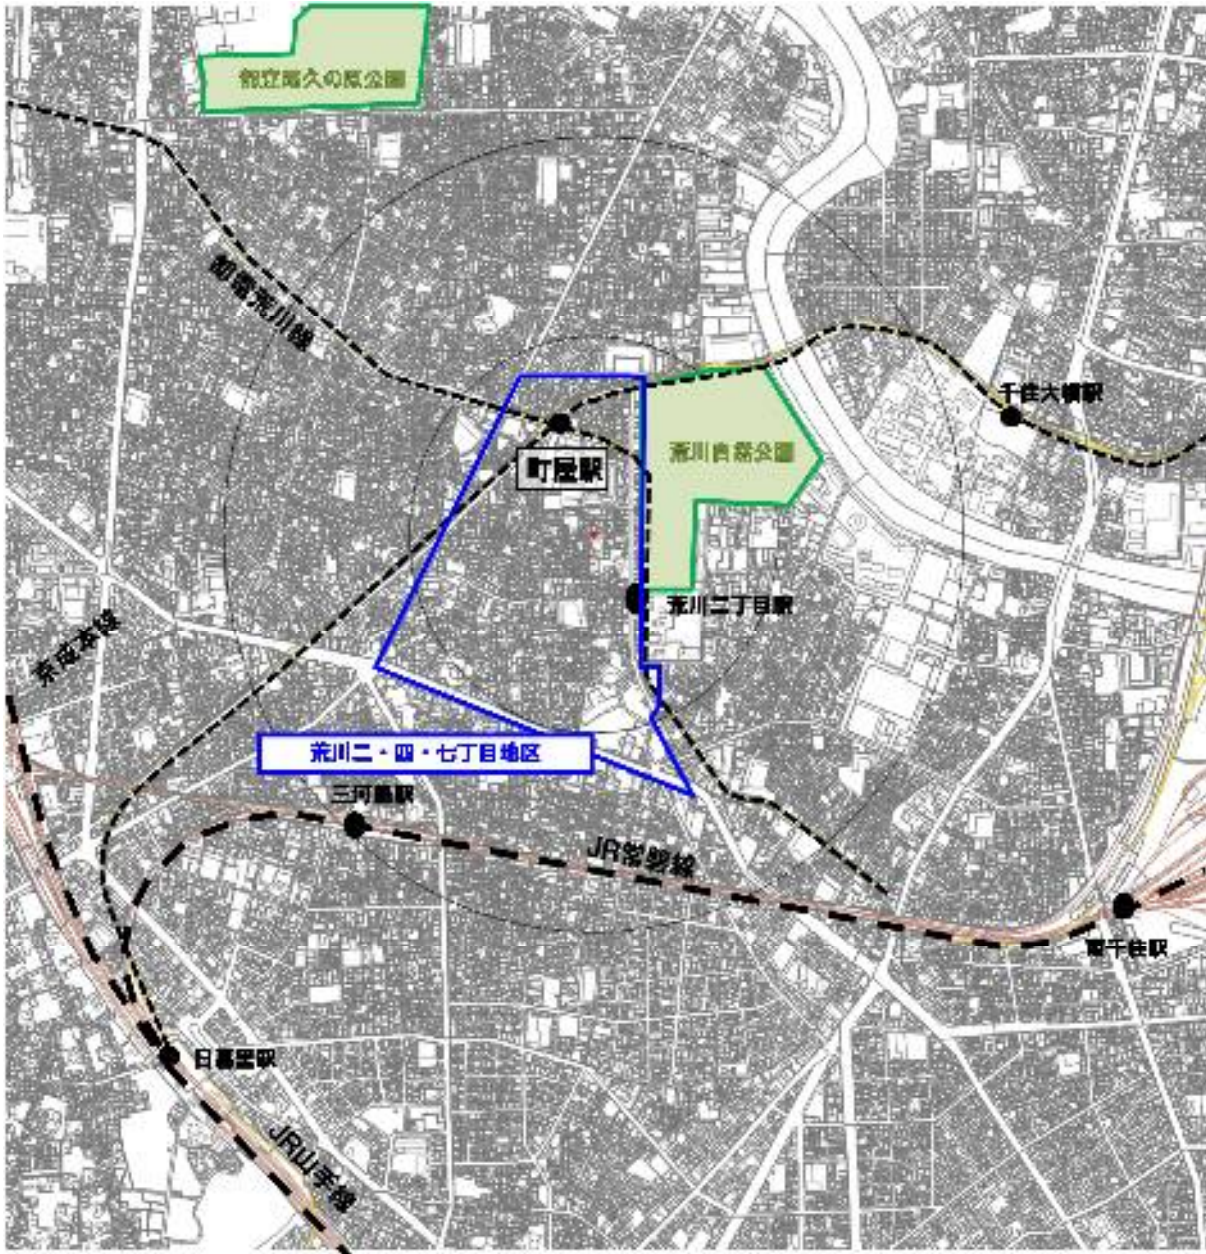 都立尾久の原公園
都電荒川線
千住大橋駅
町屋駅
荒川自然公園
荒川二丁目駅
京成本線
荒川二・四・七丁目地区
三河島駅
JR常磐線
南千住駅
日暮里駅
JR山手線